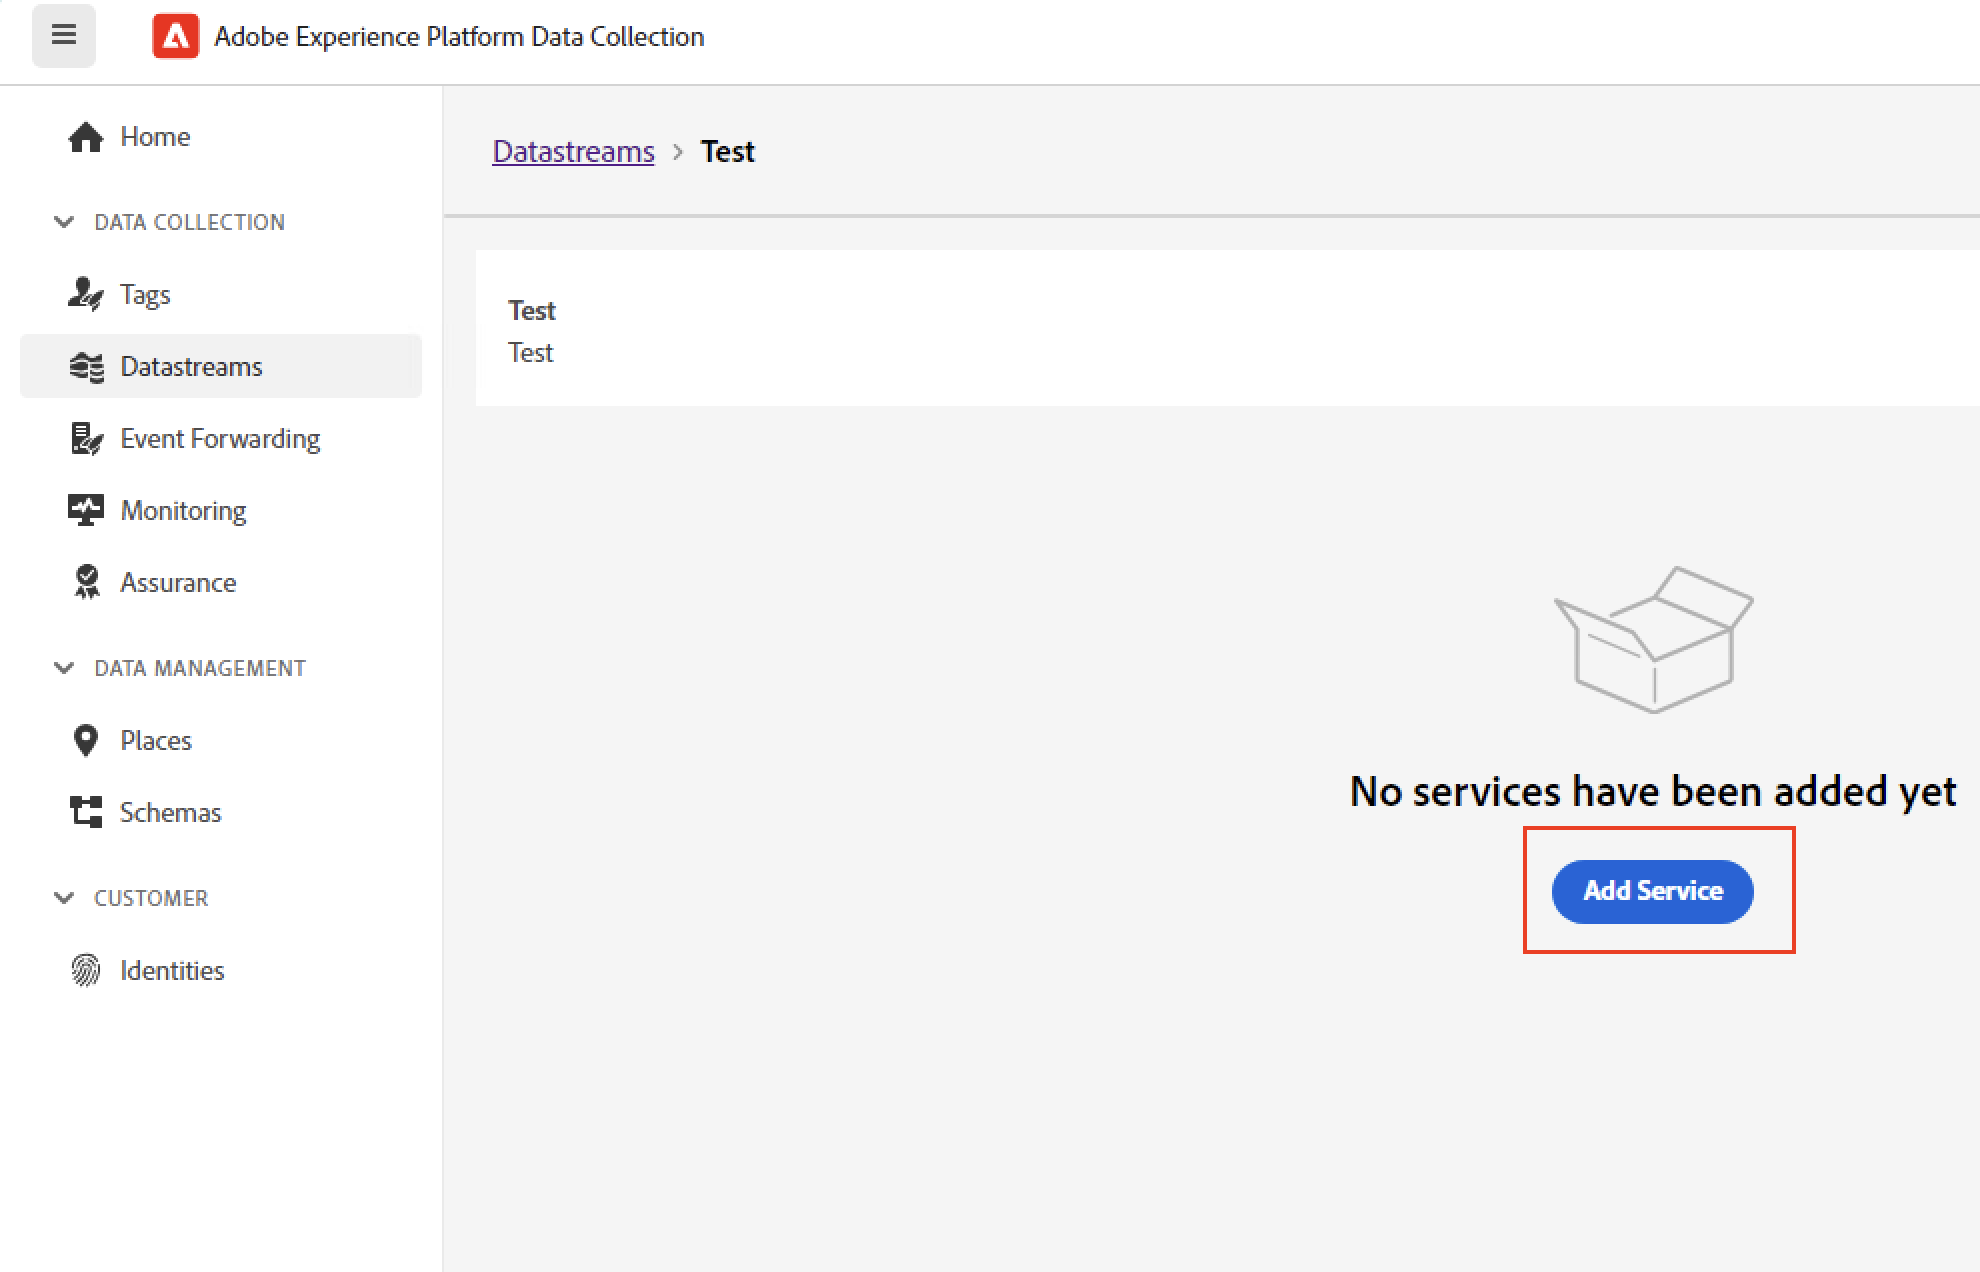 Adobe Experience Platform Data Collection
Home
DATA COLLECTION
Tags
Datastreams
Event Forwarding
Monitoring
Assurance
DATA MANAGEMENT
Places
Schemas
CUSTOMER
Identities
Datastreams > Test
Test
Test
No services have been added yet
Add Service